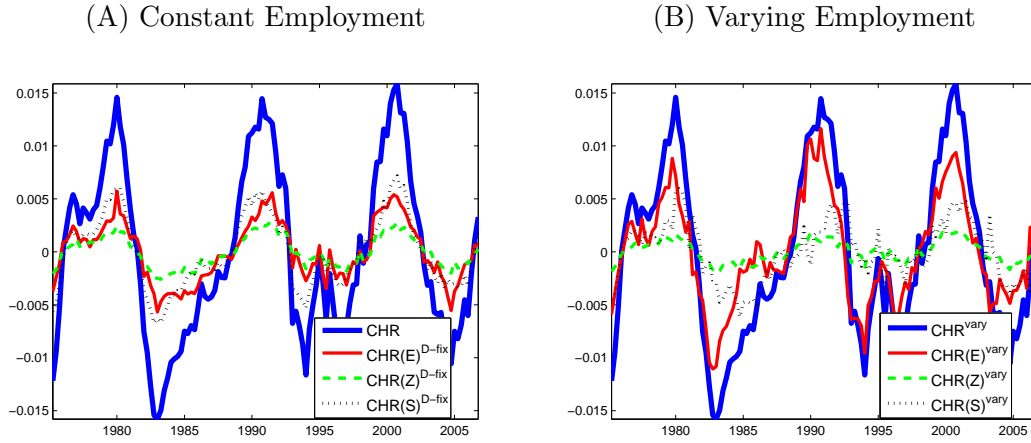 (A) Constant Employment
0.015
0.01
0.005
0
−0.005
−0.01
−0.015
1980 1985 1990 1995 2000 2005
CHR
CHR(E)^D−fix
CHR(Z)^D−fix
CHR(S)^D−fix
(B) Varying Employment
0.015
0.01
0.005
0
−0.005
−0.01
−0.015
1980 1985 1990 1995 2000 2005
CHR^vary
CHR(E)^vary
CHR(Z)^vary
CHR(S)^vary